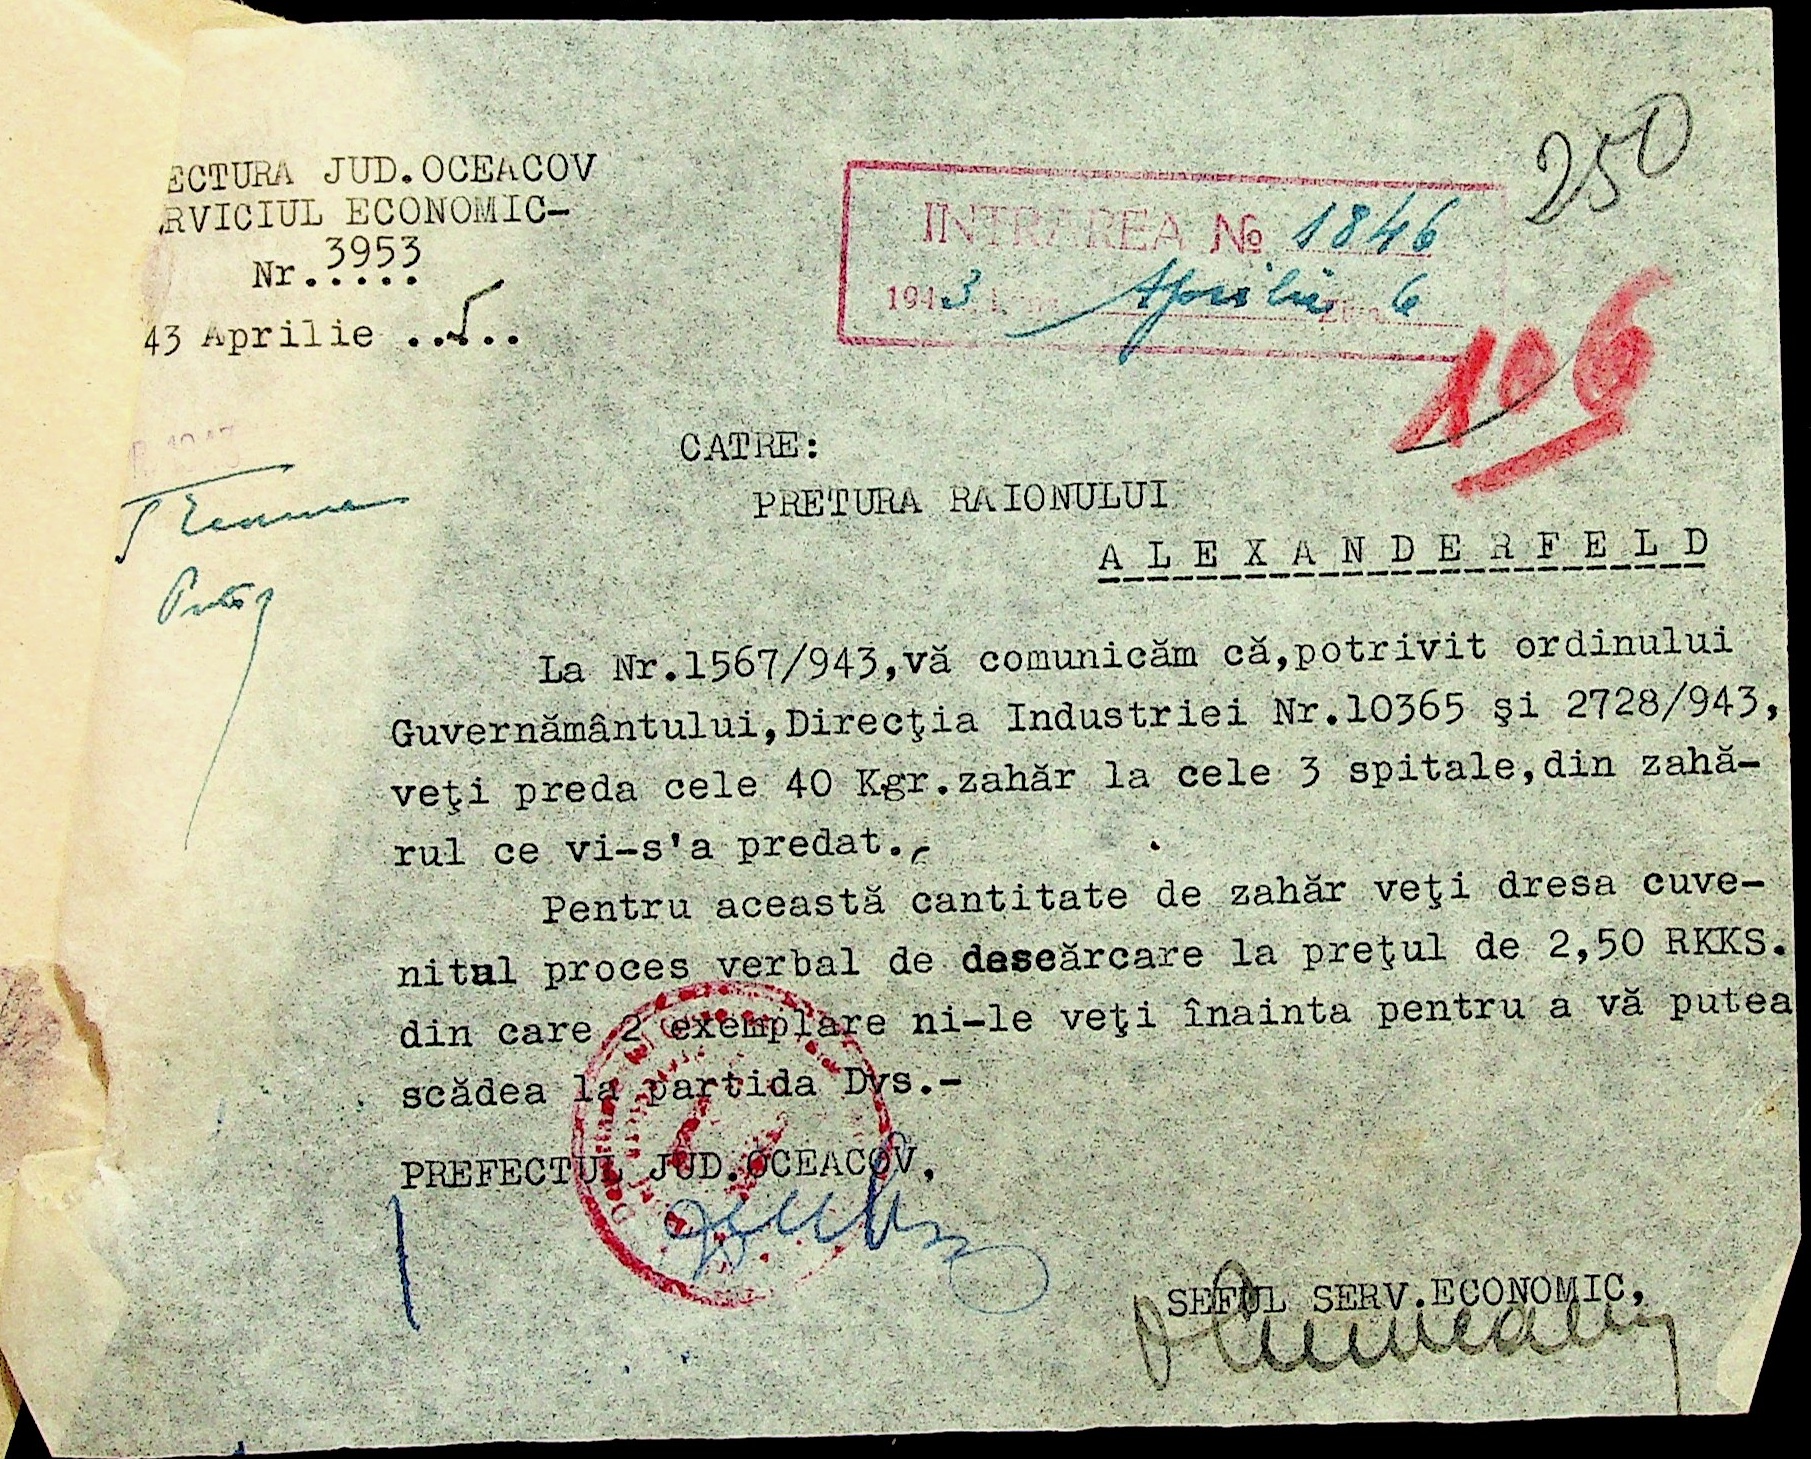 ECTURA JUD.OCEACOV
RVICIUL ECONOMIC-
Nr.3953
43 Aprilie ..5..
INTRAREA № 1846
1943 Aprilie 6
250
106
CATRE:
PRETURA RAIONULUI
ALEXANDERFELD
La Nr.1567/943,vă comunicăm că,potrivit ordinului
Guvernământului,Direcţia Industriei Nr.10365 şi 2728/943,
veţi preda cele 40 Kgr.zahăr la cele 3 spitale,din zahă-
rul ce vi-s'a predat.-
Pentru această cantitate de zahăr veţi dresa cuve-
nitul proces verbal de descărcare la preţul de 2,50 RKKS.
din care 2 exemplare ni-le veţi înainta pentru a vă putea
scădea la partida Dvs.-
PREFECTUL JUD.OCEACOV,
SEFUL SERV.ECONOMIC,